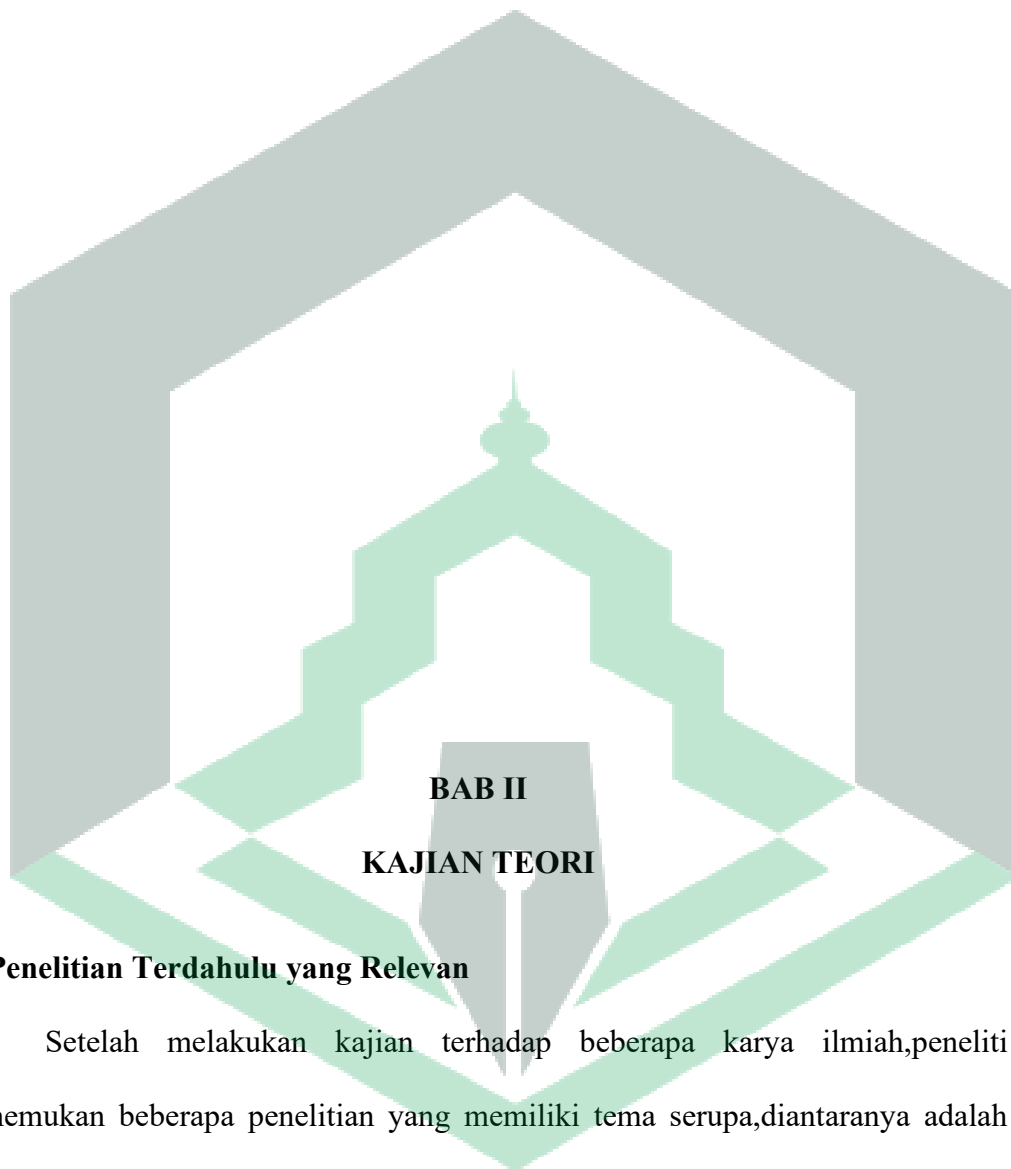 BAB II
KAJIAN TEORI
Penelitian Terdahulu yang Relevan
Setelah melakukan kajian terhadap beberapa karya ilmiah,peneliti
nemukan beberapa penelitian yang memiliki tema serupa,diantaranya adalah